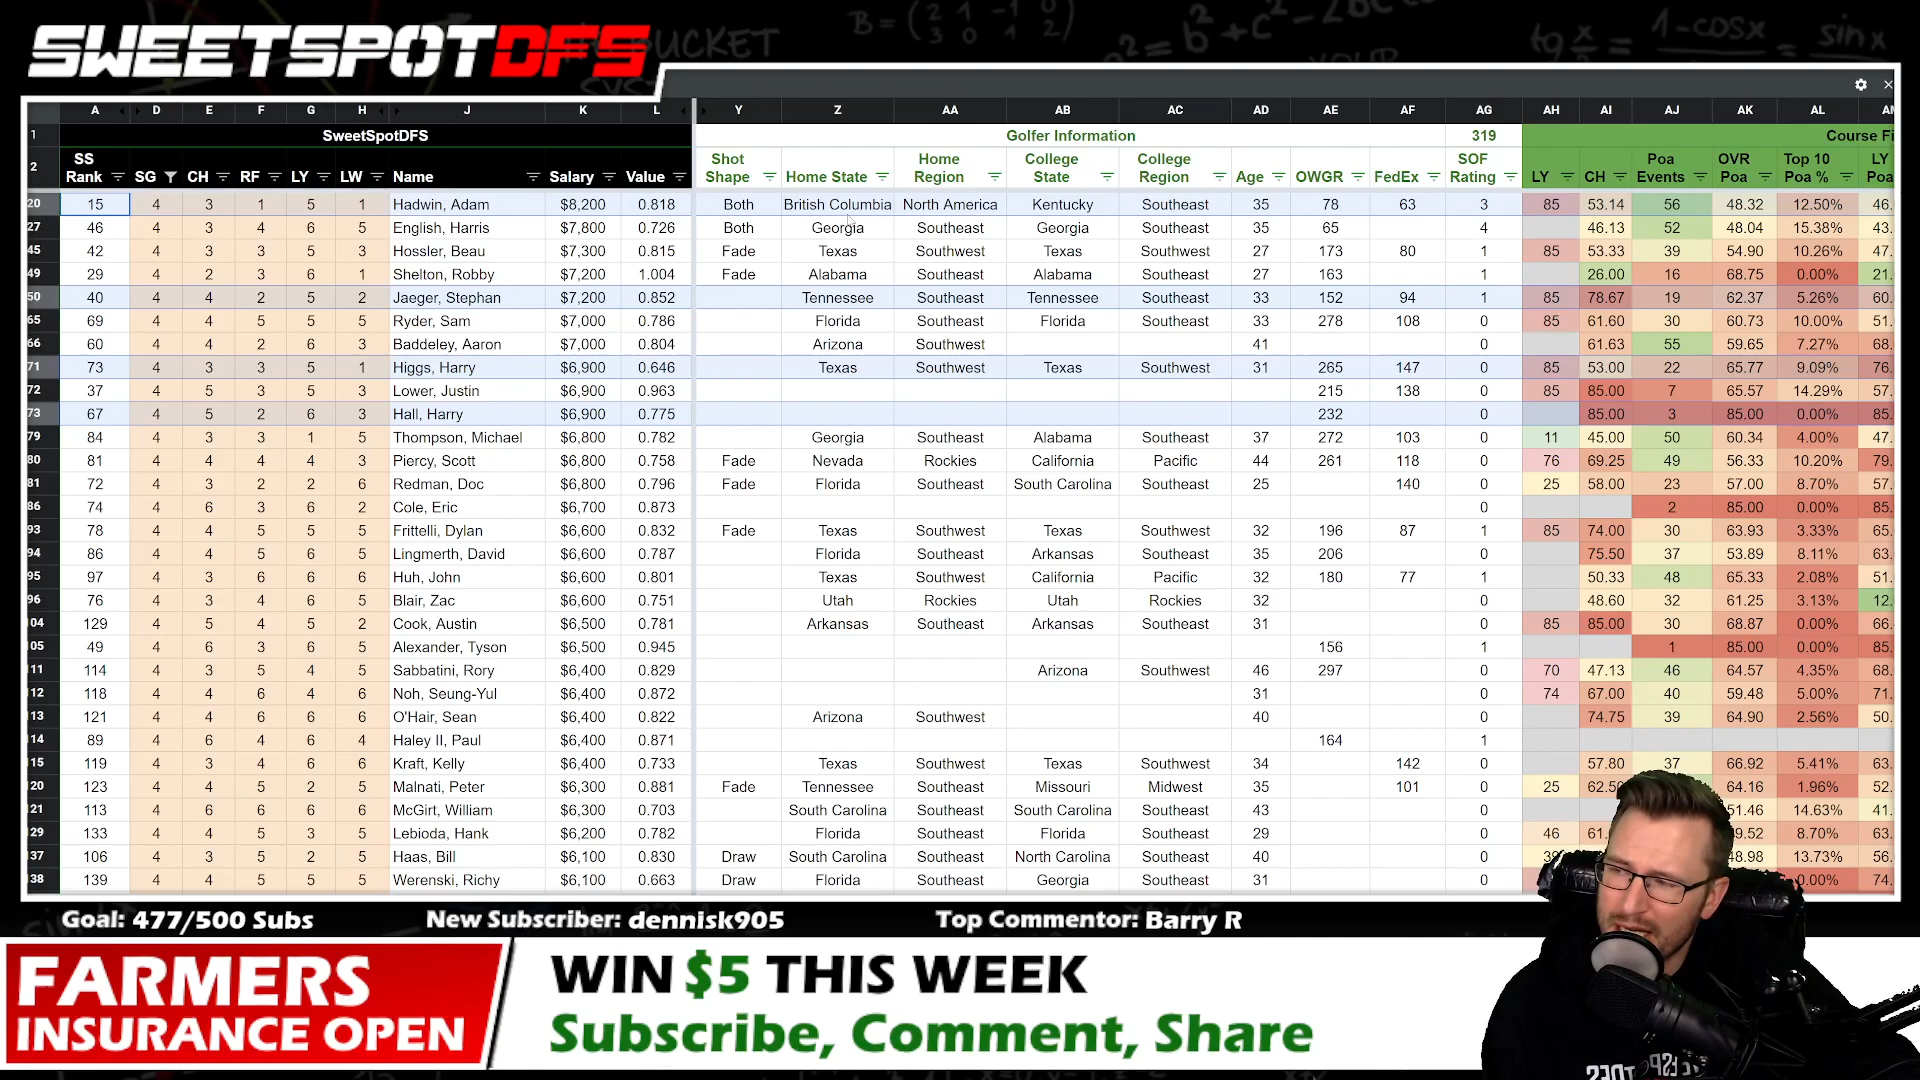 SWEETSPOTDFS
A D E F G H J K L Y Z AA AB AC AD AE AF AG AH AI AJ AK AL
1 SweetSpotDFS Golfer Information 319 Course Fi
2 SS Rank SG CH RF LY LW Name Salary Value Shot Shape Home State Home Region College State College Region Age OWGR FedEx SOF Rating LY CH Poa Events OVR Poa Top 10 Poa % LY Poa
20 15 4 3 1 5 1 Hadwin, Adam $8,200 0.818 Both British Columbia North America Kentucky Southeast 35 78 63 3 85 53.14 56 48.32 12.50% 46.
27 46 4 3 4 6 5 English, Harris $7,800 0.726 Both Georgia Southeast Georgia Southeast 35 65 4 46.13 52 48.04 15.38% 43.
45 42 4 3 3 5 3 Hossler, Beau $7,300 0.815 Fade Texas Southwest Texas Southwest 27 173 80 1 85 53.33 39 54.90 10.26% 47.
49 29 4 2 3 6 1 Shelton, Robby $7,200 1.004 Fade Alabama Southeast Alabama Southeast 27 163 1 26.00 16 68.75 0.00% 21.
50 40 4 4 2 5 2 Jaeger, Stephan $7,200 0.852 Tennessee Southeast Tennessee Southeast 33 152 94 1 85 78.67 19 62.37 5.26% 60.
65 69 4 4 5 5 5 Ryder, Sam $7,000 0.786 Florida Southeast Florida Southeast 33 278 108 0 85 61.60 30 60.73 10.00% 51.
66 60 4 4 2 6 3 Baddeley, Aaron $7,000 0.804 Arizona Southwest 41 0 61.63 55 59.65 7.27% 68.
71 73 4 3 3 5 1 Higgs, Harry $6,900 0.646 Texas Southwest Texas Southwest 31 265 147 0 85 53.00 22 65.77 9.09% 76.
72 37 4 5 3 5 3 Lower, Justin $6,900 0.963 215 138 0 85 85.00 7 65.57 14.29% 57.
73 67 4 5 2 6 3 Hall, Harry $6,900 0.775 232 0 85.00 3 85.00 0.00% 85.
79 84 4 3 3 1 5 Thompson, Michael $6,800 0.782 Georgia Southeast Alabama Southeast 37 272 103 0 11 45.00 50 60.34 4.00% 47.
80 81 4 4 4 4 3 Piercy, Scott $6,800 0.758 Fade Nevada Rockies California Pacific 44 261 118 0 76 69.25 49 56.33 10.20% 79.
81 72 4 3 2 2 6 Redman, Doc $6,800 0.796 Fade Florida Southeast South Carolina Southeast 25 140 0 25 58.00 23 57.00 8.70% 57.
86 74 4 6 3 6 2 Cole, Eric $6,700 0.873 0 2 85.00 0.00% 85.
93 78 4 4 5 5 5 Frittelli, Dylan $6,600 0.832 Fade Texas Southwest Texas Southwest 32 196 87 1 85 74.00 30 63.93 3.33% 65.
94 86 4 4 5 6 5 Lingmerth, David $6,600 0.787 Florida Southeast Arkansas Southeast 35 206 0 75.50 37 53.89 8.11% 63.
95 97 4 3 6 6 6 Huh, John $6,600 0.801 Texas Southwest California Pacific 32 180 77 1 50.33 48 65.33 2.08% 51.
96 76 4 3 4 6 5 Blair, Zac $6,600 0.751 Utah Rockies Utah Rockies 32 0 48.60 32 61.25 3.13% 12.
104 129 4 5 4 5 2 Cook, Austin $6,500 0.781 Arkansas Southeast Arkansas Southeast 31 0 85 85.00 30 68.87 0.00% 66.
105 49 4 6 3 6 5 Alexander, Tyson $6,500 0.945 156 1 1 85.00 0.00% 85.
111 114 4 3 5 4 5 Sabbatini, Rory $6,400 0.829 Arizona Southwest 46 297 0 70 47.13 46 64.57 4.35% 68.
112 118 4 4 6 4 6 Noh, Seung-Yul $6,400 0.872 31 0 74 67.00 40 59.48 5.00% 71.
113 121 4 4 6 6 6 O'Hair, Sean $6,400 0.822 Arizona Southwest 40 0 74.75 39 64.90 2.56% 50.
114 89 4 6 4 6 4 Haley II, Paul $6,400 0.871 164 1
115 119 4 3 4 6 6 Kraft, Kelly $6,400 0.733 Texas Southwest Texas Southwest 34 142 0 57.80 37 66.92 5.41% 63.
120 123 4 4 5 2 6 Malnati, Peter $6,300 0.881 Fade Tennessee Southeast Missouri Midwest 35 101 0 25 62.50 64.16 1.96% 52.
121 113 4 6 6 6 6 McGirt, William $6,300 0.703 South Carolina Southeast South Carolina Southeast 43 0 51.46 14.63% 41.
129 133 4 4 5 3 5 Lebioda, Hank $6,200 0.782 Florida Southeast Florida Southeast 29 0 46 61. 8.70% 63.
137 106 4 3 5 2 5 Haas, Bill $6,100 0.830 Draw South Carolina Southeast North Carolina Southeast 40 0 48.98 13.73% 56.
138 139 4 4 5 5 5 Werenski, Richy $6,100 0.663 Draw Florida Southeast Georgia Southeast 31 0 0.00% 74.
Goal: 477/500 Subs New Subscriber: dennisk905 Top Commentor: Barry R
FARMERS
INSURANCE OPEN
WIN $5 THIS WEEK
Subscribe, Comment, Share